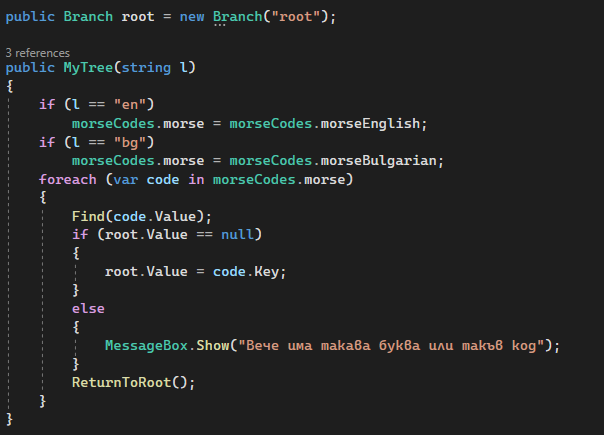 public Branch root = new Branch("root");
3 references
public MyTree(string l)
{
if (l == "en")
morseCodes.morse = morseCodes.morseEnglish;
if (l == "bg")
morseCodes.morse = morseCodes.morseBulgarian;
foreach (var code in morseCodes.morse)
{
Find(code.Value);
if (root.Value == null)
{
root.Value = code.Key;
}
else
{
MessageBox.Show("Вече има такава буква или такъв код");
}
ReturnToRoot();
}
}